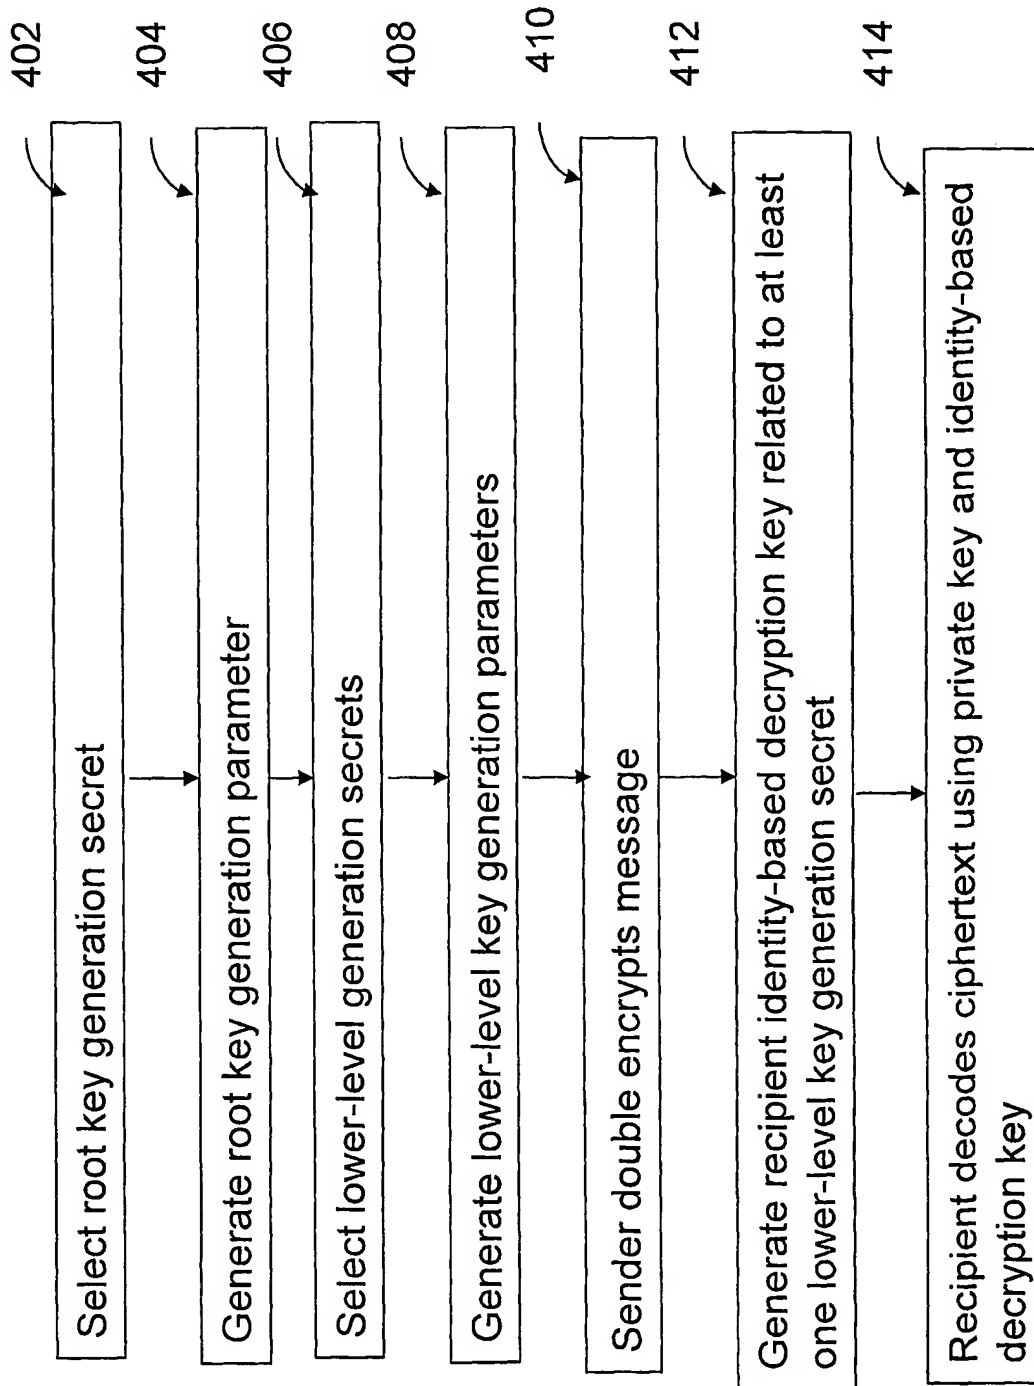 402
Select root key generation secret
404
Generate root key generation parameter
406
Select lower-level generation secrets
408
Generate lower-level key generation parameters
410
Sender double encrypts message
412
Generate recipient identity-based decryption key related to at least
one lower-level key generation secret
414
Recipient decodes ciphertext using private key and identity-based
decryption key